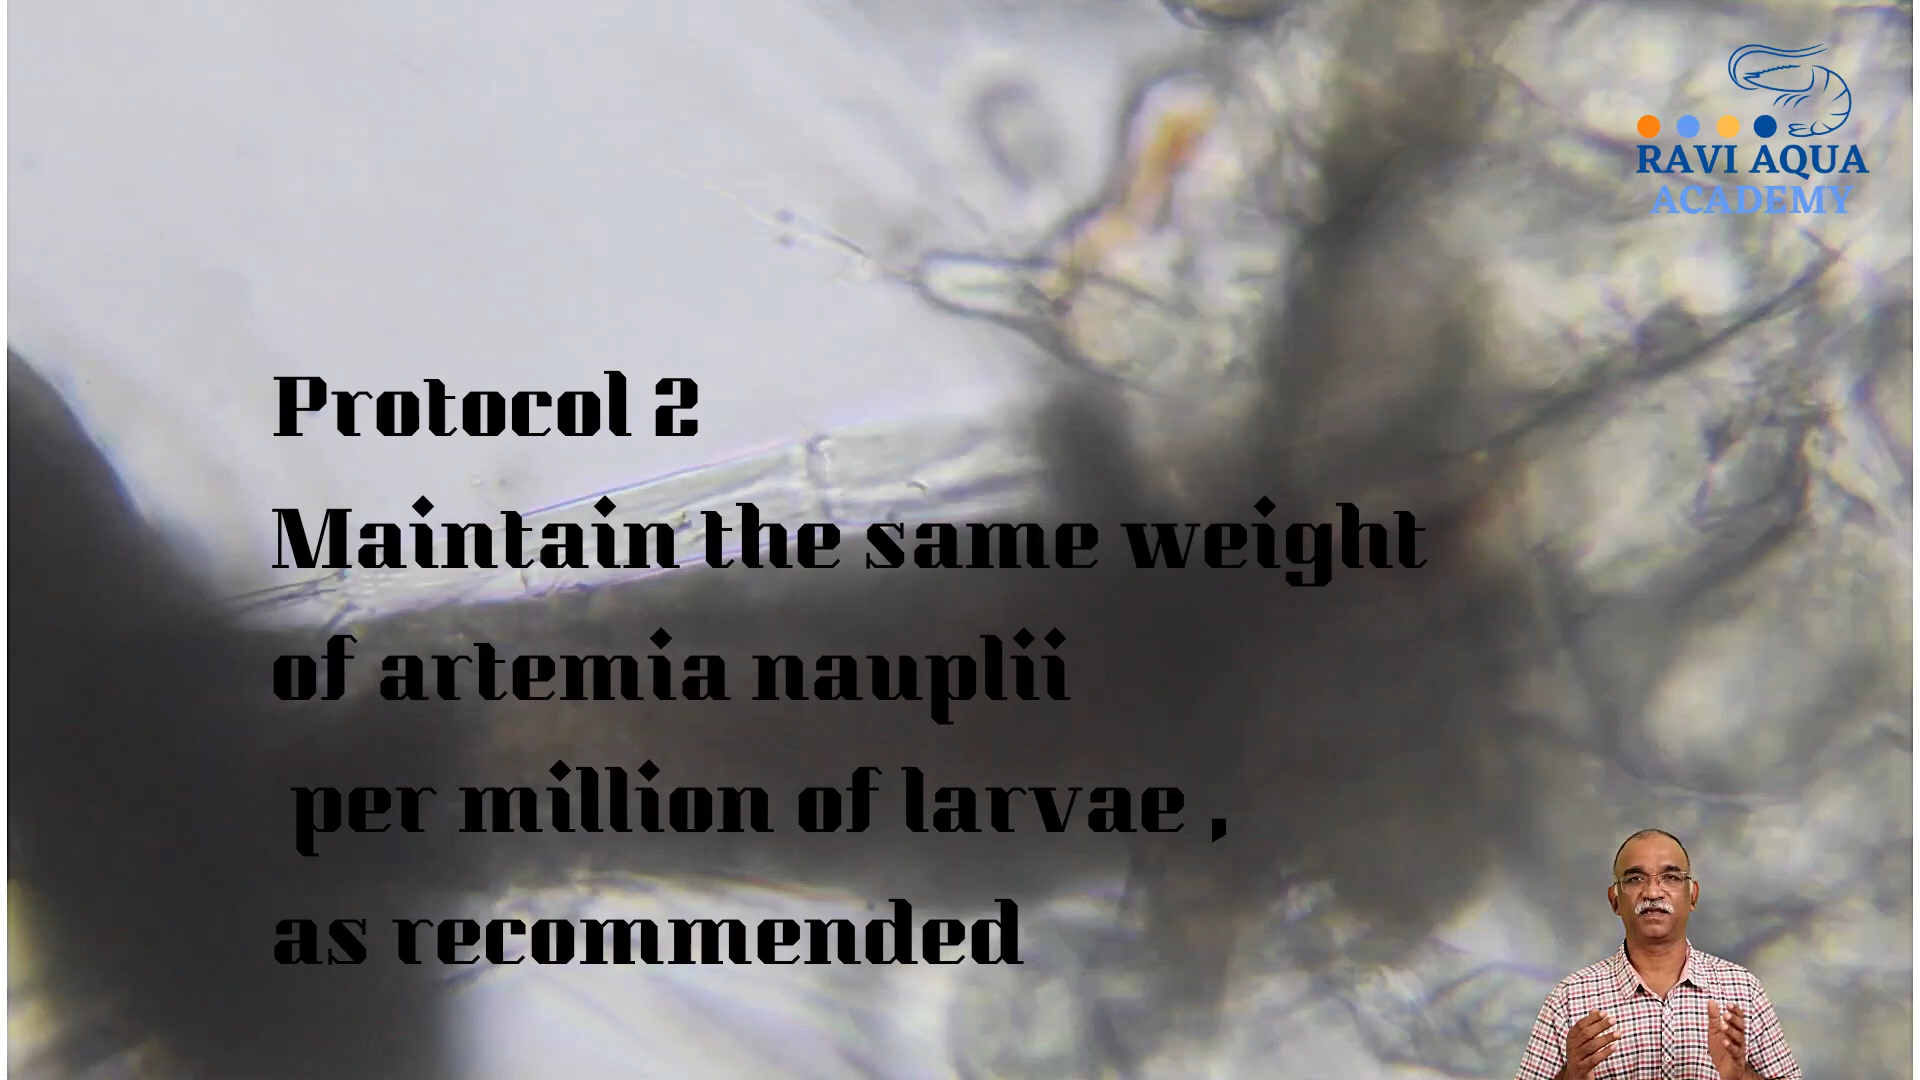 RAVI AQUA
ACADEMY
Protocol 2
Maintain the same weight
of artemia nauplii
per million of larvae ,
as recommended